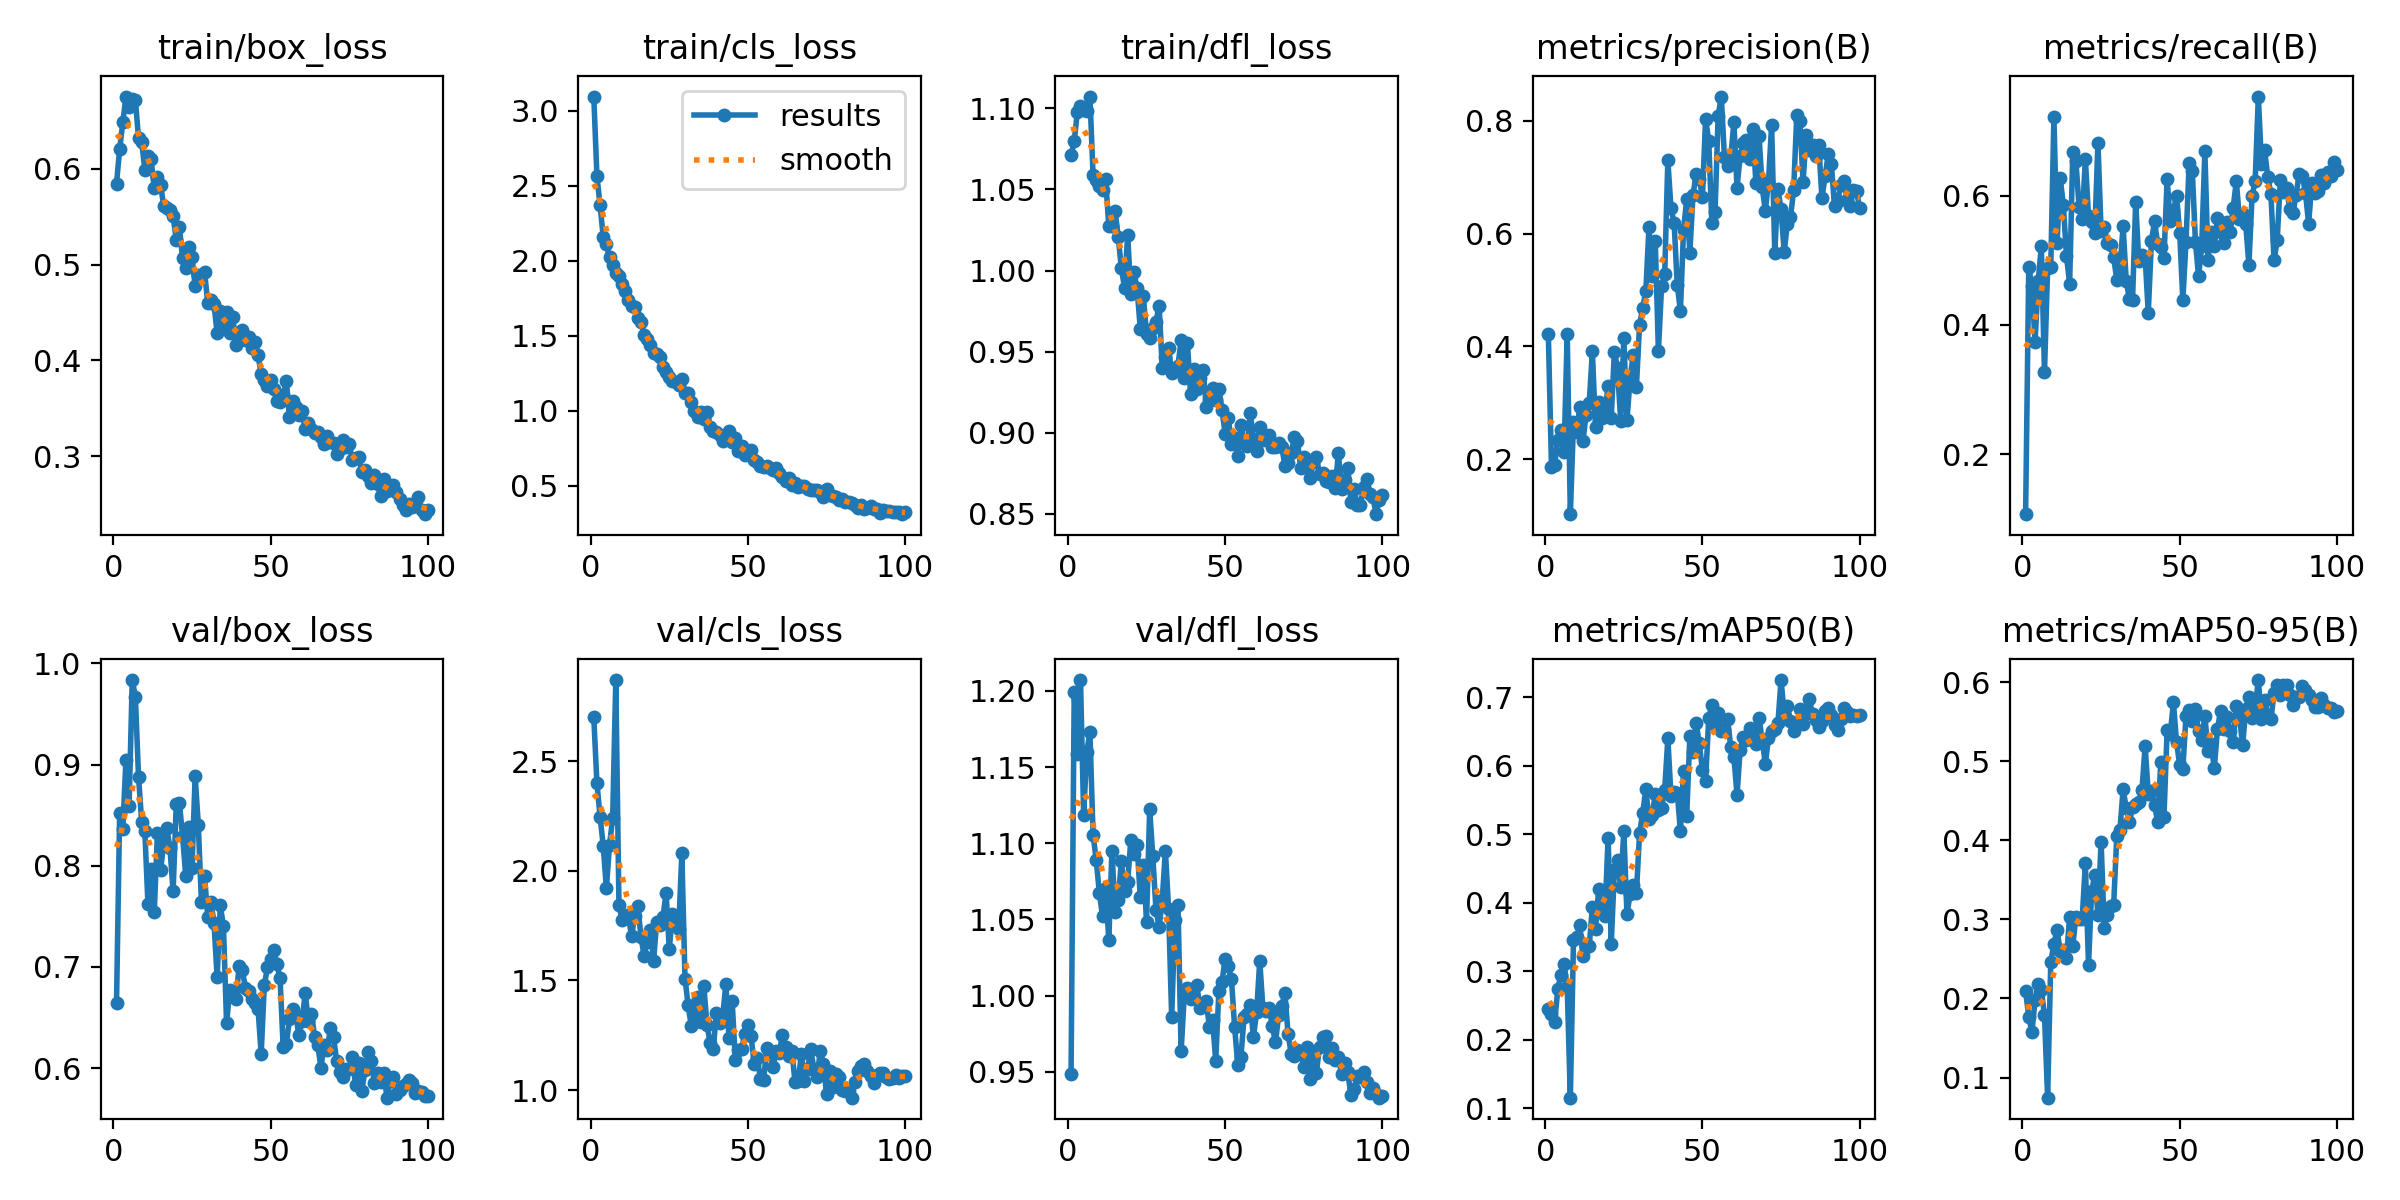 train/box_loss
0.6
0.5
0.4
0.3
0 50 100
train/cls_loss
results
smooth
3.0
2.5
2.0
1.5
1.0
0.5
0 50 100
train/dfl_loss
1.10
1.05
1.00
0.95
0.90
0.85
0 50 100
metrics/precision(B)
0.8
0.6
0.4
0.2
0 50 100
metrics/recall(B)
0.6
0.4
0.2
0 50 100
val/box_loss
1.0
0.9
0.8
0.7
0.6
0 50 100
val/cls_loss
2.5
2.0
1.5
1.0
0 50 100
val/dfl_loss
1.20
1.15
1.10
1.05
1.00
0.95
0 50 100
metrics/mAP50(B)
0.7
0.6
0.5
0.4
0.3
0.2
0.1
0 50 100
metrics/mAP50-95(B)
0.6
0.5
0.4
0.3
0.2
0.1
0 50 100